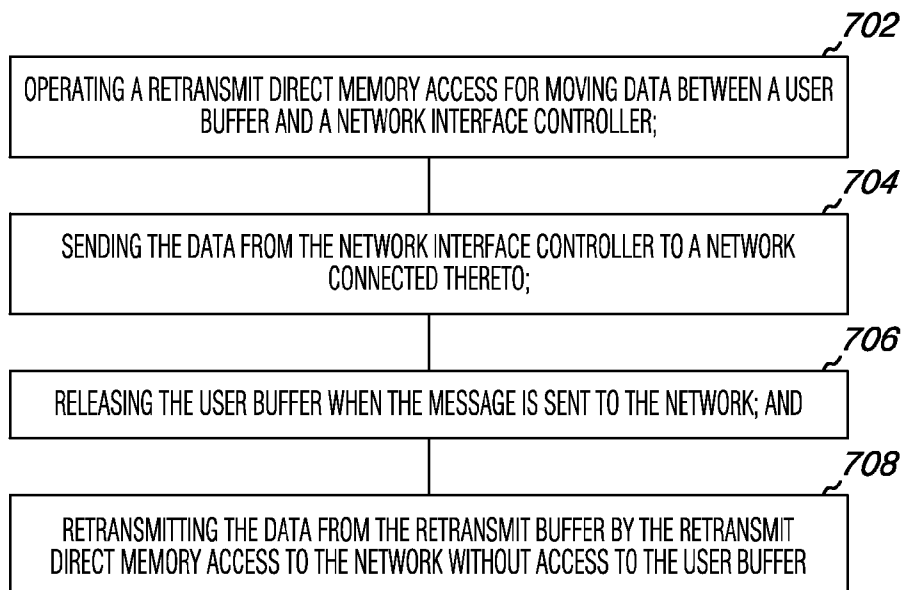 702
OPERATING A RETRANSMIT DIRECT MEMORY ACCESS FOR MOVING DATA BETWEEN A USER
BUFFER AND A NETWORK INTERFACE CONTROLLER;
704
SENDING THE DATA FROM THE NETWORK INTERFACE CONTROLLER TO A NETWORK
CONNECTED THERETO;
706
RELEASING THE USER BUFFER WHEN THE MESSAGE IS SENT TO THE NETWORK; AND
708
RETRANSMITTING THE DATA FROM THE RETRANSMIT BUFFER BY THE RETRANSMIT
DIRECT MEMORY ACCESS TO THE NETWORK WITHOUT ACCESS TO THE USER BUFFER